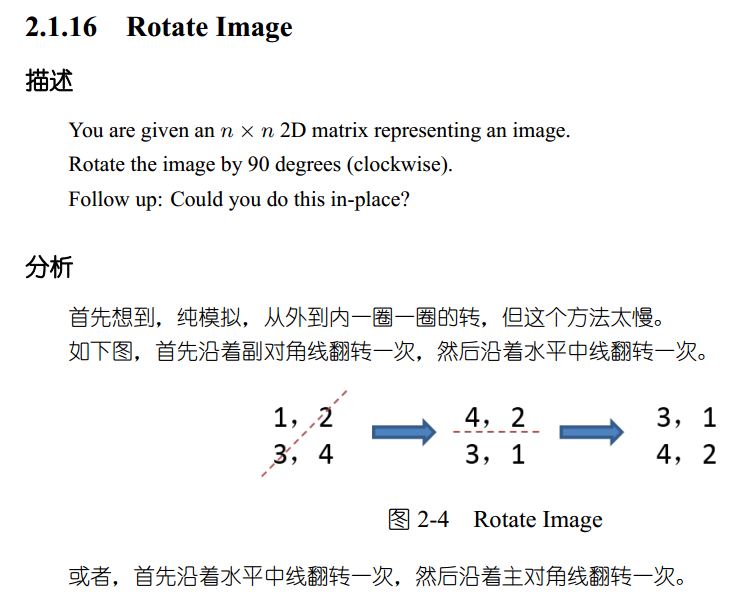 2.1.16 Rotate Image
描述
You are given an n × n 2D matrix representing an image.
Rotate the image by 90 degrees (clockwise).
Follow up: Could you do this in-place?
分析
首先想到，纯模拟，从外到内一圈一圈的转，但这个方法太慢。
如下图，首先沿着副对角线翻转一次，然后沿着水平中线翻转一次。
1，2 4，2 3，1
3，4 3，1 4，2
图 2-4 Rotate Image
或者，首先沿着水平中线翻转一次，然后沿着主对角线翻转一次。